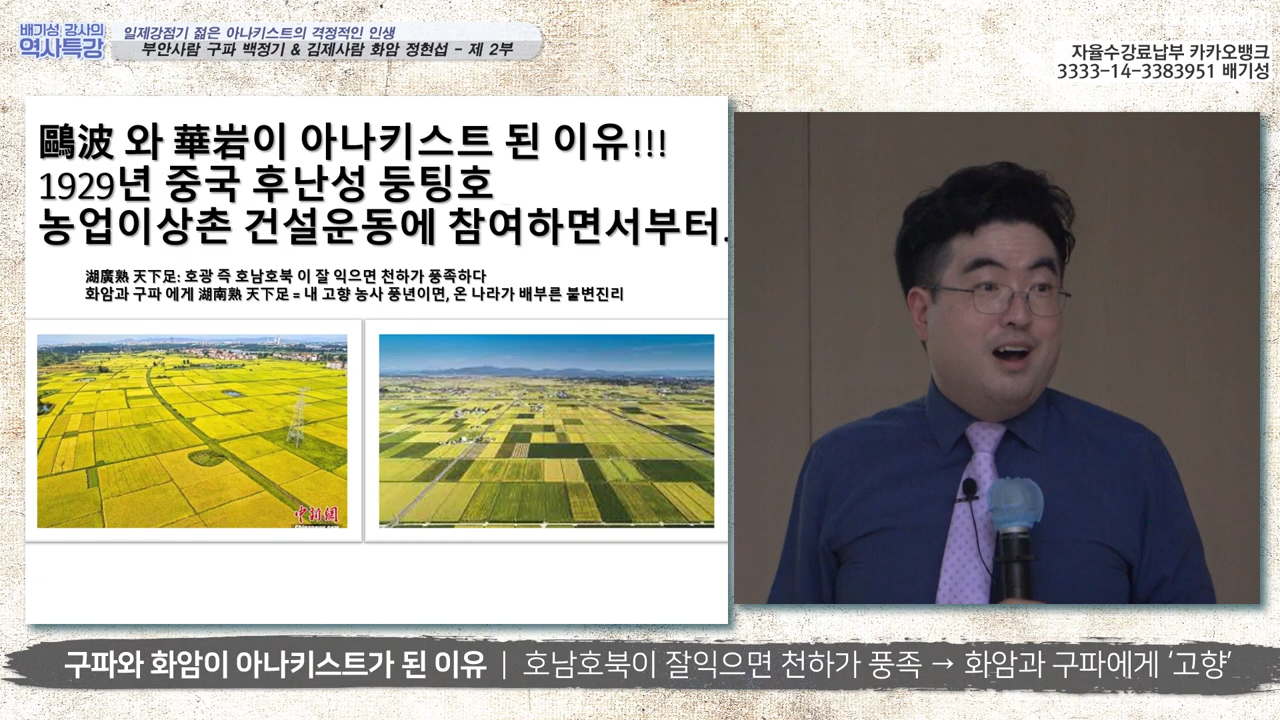 배기성 강사의
역사특강
일제강점기 젊은 아나키스트의 격정적인 인생
부안사람 구파 백정기 & 김제사람 화암 정현섭 - 제 2부
자율수강료납부 카카오뱅크
3333-14-3383951 배기성
鷗波 와 華岩이 아나키스트 된 이유!!!
1929년 중국 후난성 둥팅호
농업이상촌 건설운동에 참여하면서부터.
湖廣熟 天下足: 호광 즉 호남호북 이 잘 익으면 천하가 풍족하다
화암과 구파 에게 湖南熟 天下足 = 내 고향 농사 풍년이면, 온 나라가 배부른 불변진리
中新網
구파와 화암이 아나키스트가 된 이유 | 호남호북이 잘익으면 천하가 풍족 → 화암과 구파에게 '고향'